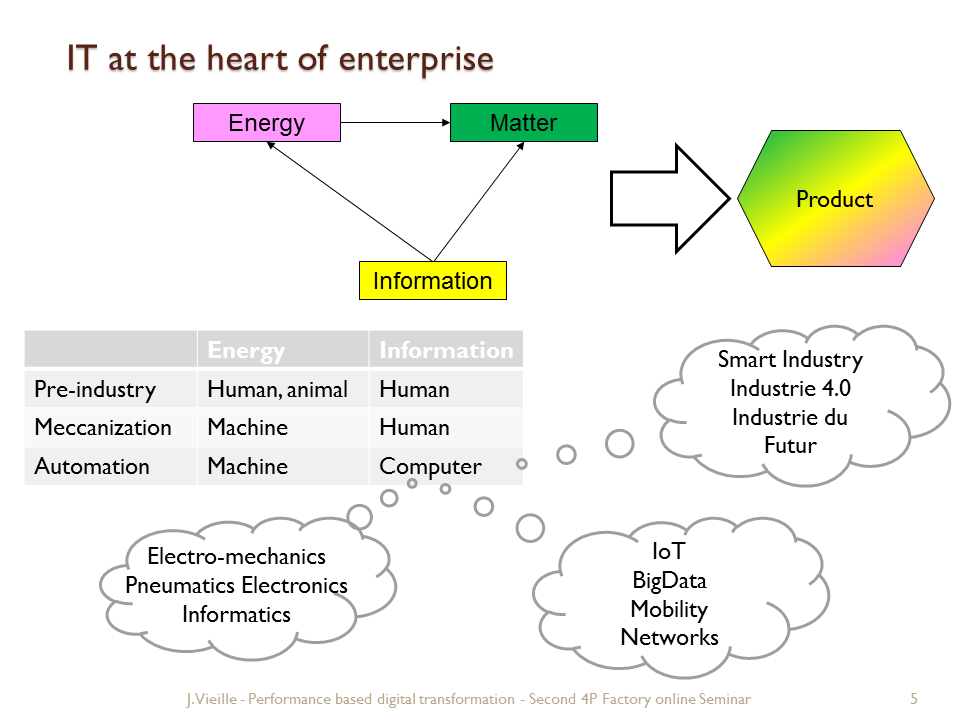 IT at the heart of enterprise
Energy
Matter
Product
Information
Energy Information
Pre-industry Human, animal Human
Meccanization Machine Human
Automation Machine Computer
Smart Industry
Industrie 4.0
Industrie du
Futur
Electro-mechanics
Pneumatics Electronics
Informatics
IoT
BigData
Mobility
Networks
J.Vieille - Performance based digital transformation - Second 4P Factory online Seminar 5